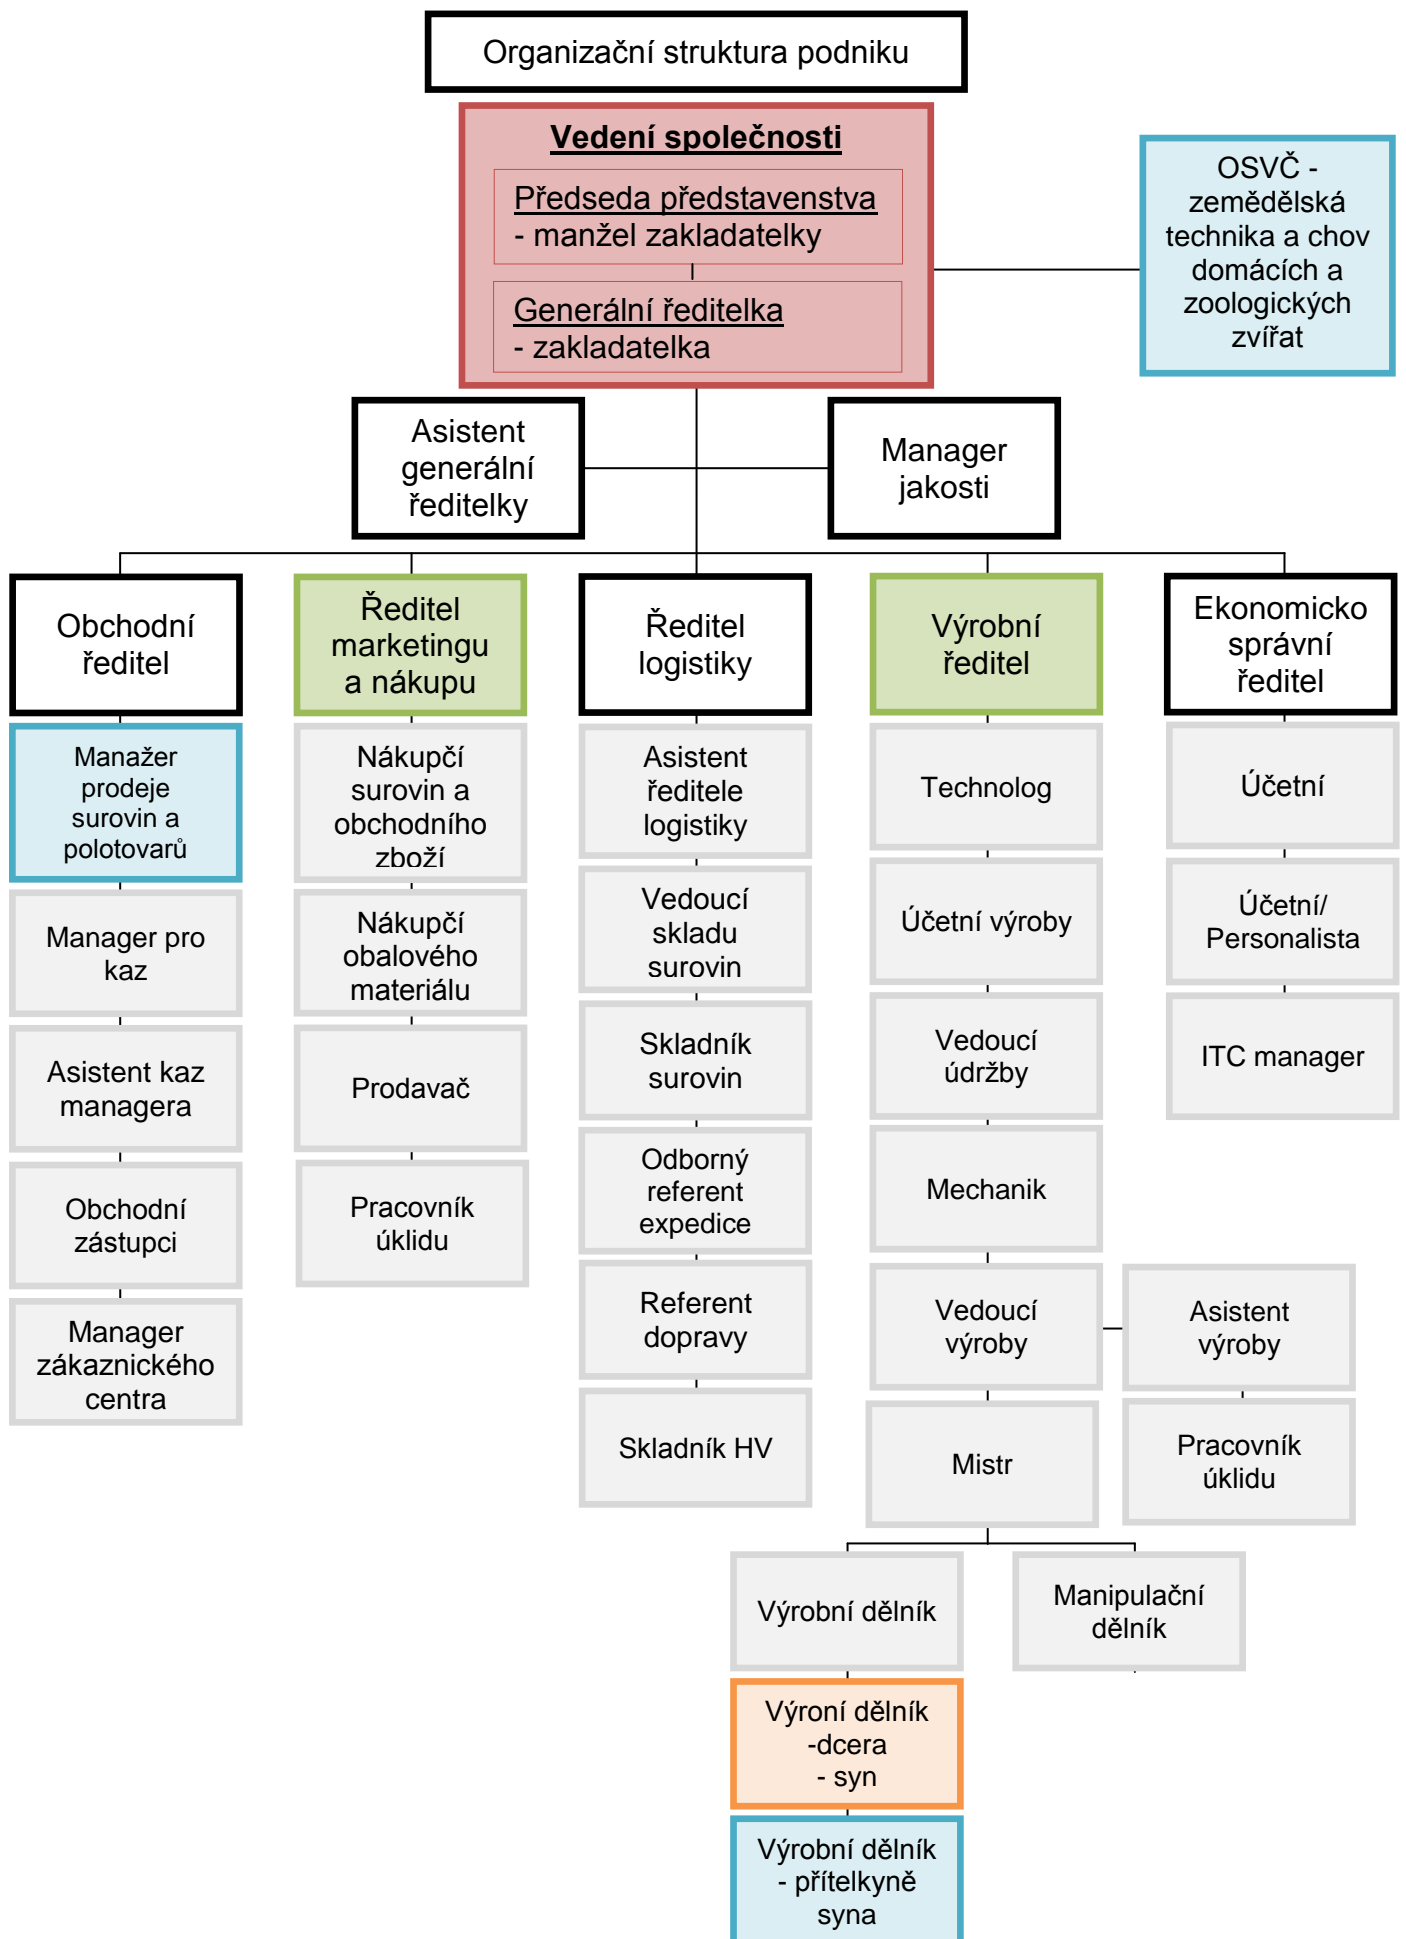 Organizační struktura podniku
Vedení společnosti
Předseda představenstva
- manžel zakladatelky
Generální ředitelka
- zakladatelka
OSVČ -
zemědělská
technika a chov
domácích a
zoologických
zvířat
Asistent
generální
ředitelky
Manager
jakosti
Obchodní
ředitel
Ředitel
marketingu
a nákupu
Ředitel
logistiky
Výrobní
ředitel
Ekonomicko
správní
ředitel
Manažer
prodeje
surovin a
polotovarů
Manager pro
kaz
Asistent kaz
managera
Obchodní
zástupci
Manager
zákaznického
centra
Nákupčí
surovin a
obchodního
zboží
Nákupčí
obalového
materiálu
Prodavač
Pracovník
úklidu
Asistent
ředitele
logistiky
Vedoucí
skladu
surovin
Skladník
surovin
Odborný
referent
expedice
Referent
dopravy
Skladník HV
Technolog
Účetní výroby
Vedoucí
údržby
Mechanik
Vedoucí
výroby
Mistr
Asistent
výroby
Pracovník
úklidu
Účetní
Účetní/
Personalista
ITC manager
Výrobní dělník
Manipulační
dělník
Výroní dělník
-dcera
- syn
Výrobní dělník
- přítelkyně
syna